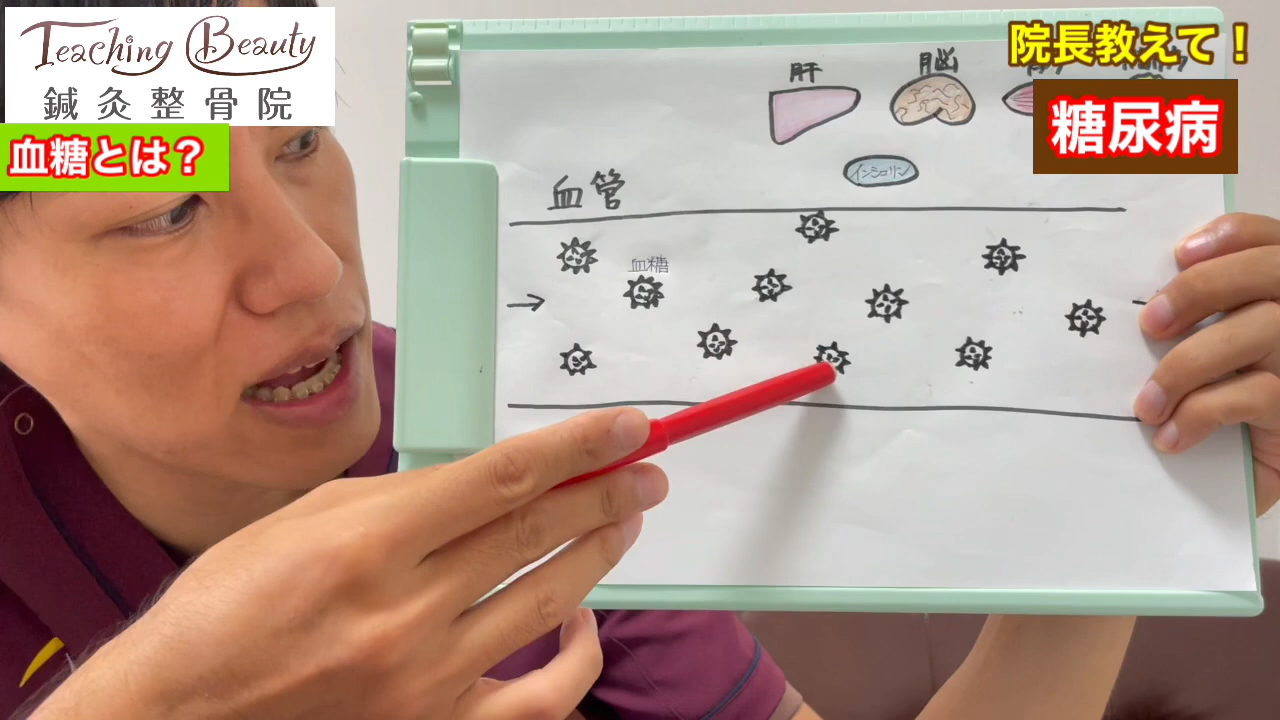 Teaching Beauty
鍼灸整骨院
血糖とは？
院長教えて！
糖尿病
肝
脳
インシュリン
血管
血糖